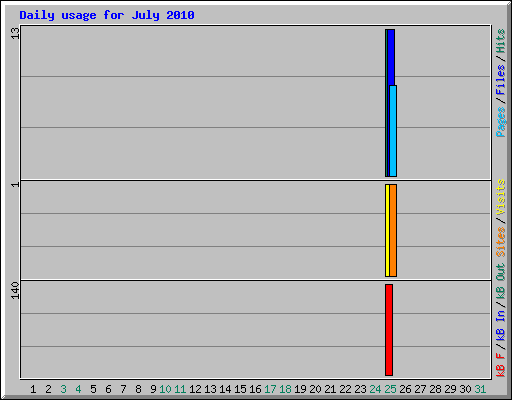 Daily usage for July 2010
13
Pages/Files/Hits
1
Sites/Visits
140
kB F/kB In/kB Out
1 2 3 4 5 6 7 8 9 10 11 12 13 14 15 16 17 18 19 20 21 22 23 24 25 26 27 28 29 30 31